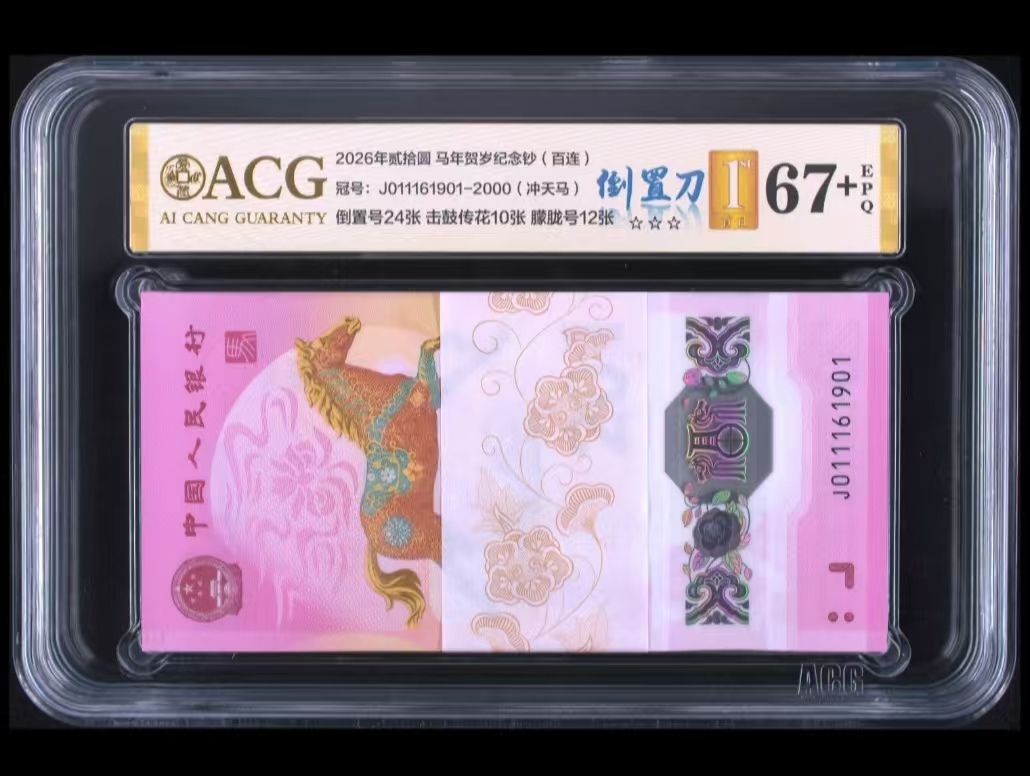 ACG
AI CANG GUARANTY
2026年贰拾圆 马年贺岁纪念钞（百连）
冠号：J011161901-2000（冲天马）
倒置号24张 击鼓传花10张 朦胧号12张
倒置刀
☆☆☆
1ST
67+
EPQ
中国人民银行
J011161901
ACG